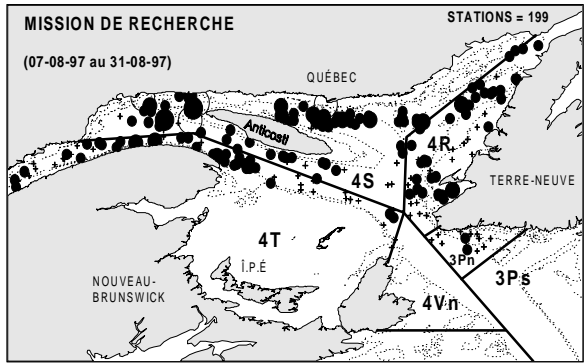 MISSION DE RECHERCHE
STATIONS = 199
(07-08-97 au 31-08-97)
QUÉBEC
Anticosti
4R
4S
TERRE-NEUVE
4T
Î.P.É
3Pn
3Ps
NOUVEAU-
BRUNSWICK
4Vn